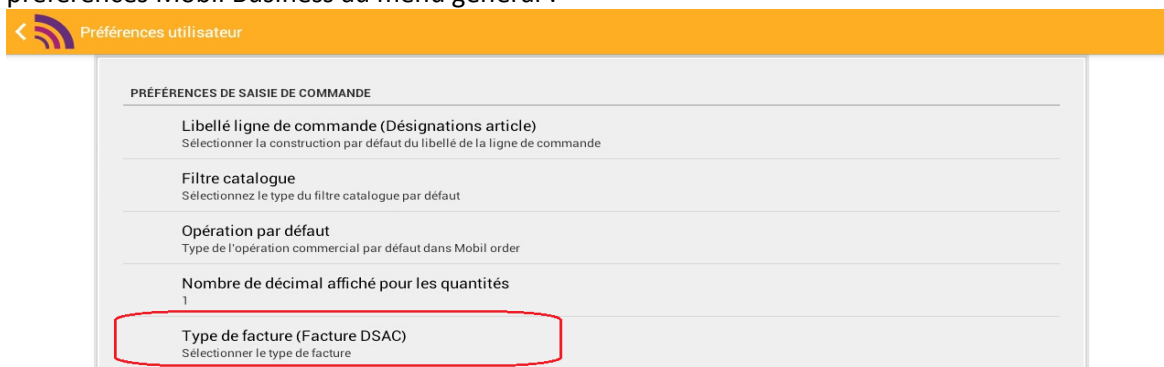 préférences Mobil Business du menu général :
Préférences utilisateur
PRÉFÉRENCES DE SAISIE DE COMMANDE
Libellé ligne de commande (Désignations article)
Sélectionner la construction par défaut du libellé de la ligne de commande
Filtre catalogue
Sélectionnez le type du filtre catalogue par défaut
Opération par défaut
Type de l'opération commercial par défaut dans Mobil order
Nombre de décimal affiché pour les quantités
1
Type de facture (Facture DSAC)
Sélectionner le type de facture